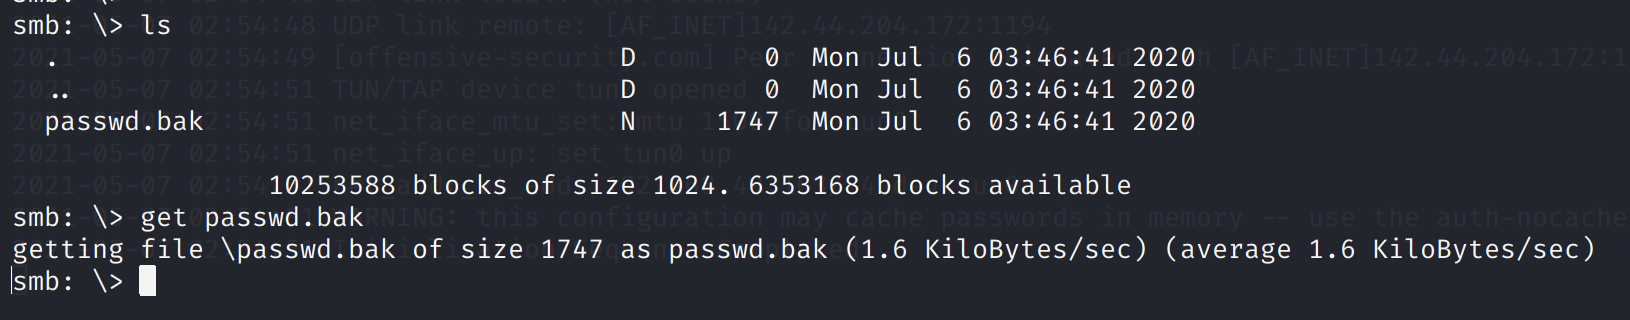 smb: \> ls
  .                                   D        0  Mon Jul  6 03:46:41 2020
  ..                                  D        0  Mon Jul  6 03:46:41 2020
  passwd.bak                          N     1747  Mon Jul  6 03:46:41 2020
                10253588 blocks of size 1024. 6353168 blocks available
smb: \> get passwd.bak
getting file \passwd.bak of size 1747 as passwd.bak (1.6 KiloBytes/sec) (average 1.6 KiloBytes/sec)
smb: \>